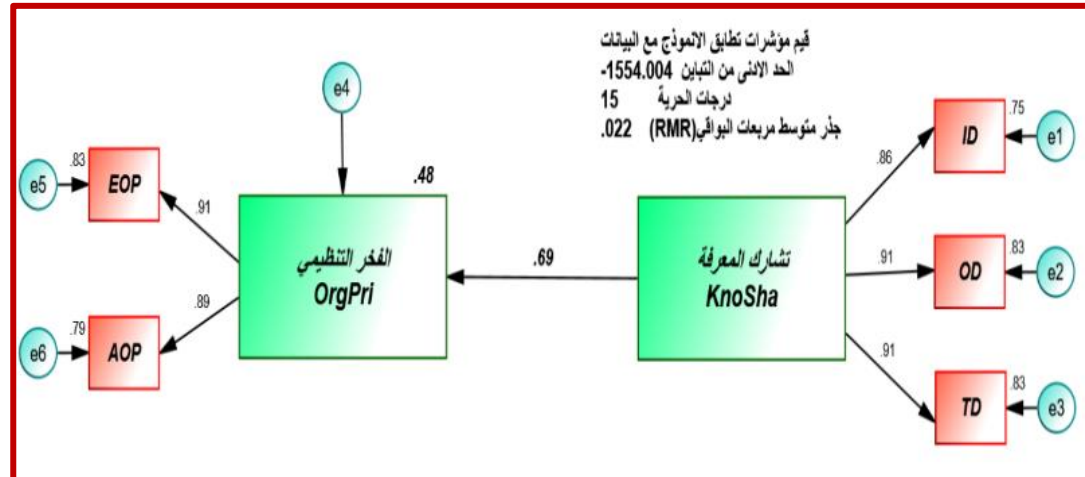 قيم مؤشرات تطابق الانموذج مع البيانات
الحد الادنى من التباين 1554.004-
درجات الحرية 15
جذر متوسط مربعات البواقي(RMR) .022
e4
.48
الفخر التنظيمي
OrgPri
.69
تشارك المعرفة
KnoSha
e5
.83
EOP
.91
e6
.79
AOP
.89
.86
ID
.75
e1
.91
OD
.83
e2
.91
TD
.83
e3